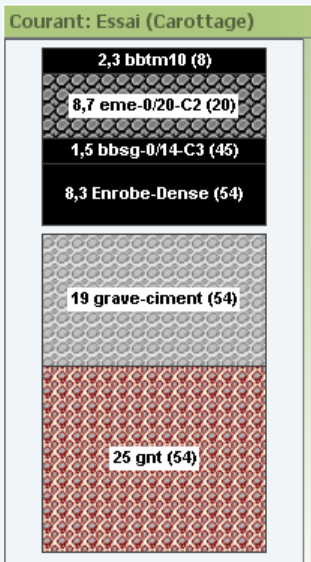 Courant: Essai (Carottage)
2,3 bbtm10 (8)
8,7 eme-0/20-C2 (20)
1,5 bbsg-0/14-C3 (45)
8,3 Enrobe-Dense (54)
19 grave-ciment (54)
25 gnt (54)